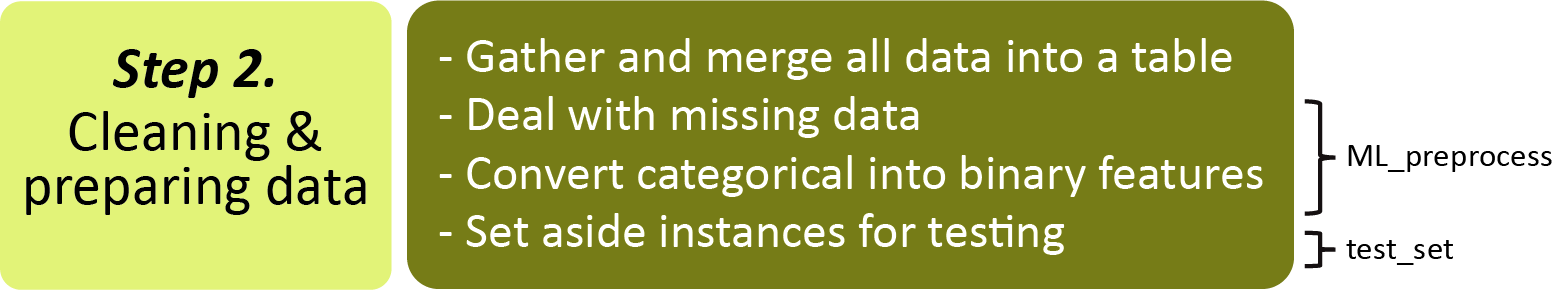 Step 2.
Cleaning &
preparing data
- Gather and merge all data into a table
- Deal with missing data
- Convert categorical into binary features
- Set aside instances for testing
ML_preprocess
test_set